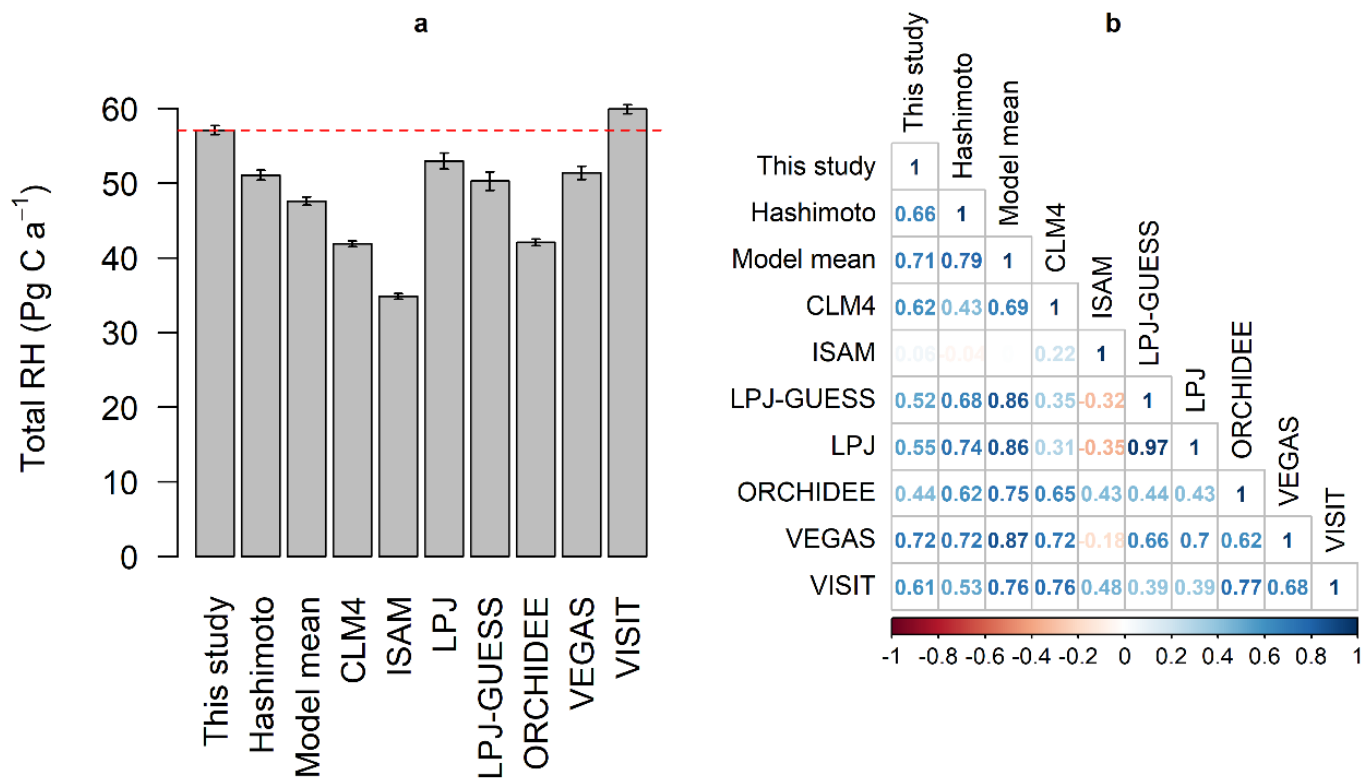 a
Total RH (Pg C a⁻¹)
60
50
40
30
20
10
0
This study
Hashimoto
Model mean
CLM4
ISAM
LPJ
LPJ-GUESS
ORCHIDEE
VEGAS
VISIT
b
This study
Hashimoto
Model mean
CLM4
ISAM
LPJ-GUESS
LPJ
ORCHIDEE
VEGAS
VISIT
This study 1
Hashimoto 0.66 1
Model mean 0.71 0.79 1
CLM4 0.62 0.43 0.69 1
ISAM 0.06 -0.04 0 0.22 1
LPJ-GUESS 0.52 0.68 0.86 0.35 -0.32 1
LPJ 0.55 0.74 0.86 0.31 -0.35 0.97 1
ORCHIDEE 0.44 0.62 0.75 0.65 0.43 0.44 0.43 1
VEGAS 0.72 0.72 0.87 0.72 -0.18 0.66 0.7 0.62 1
VISIT 0.61 0.53 0.76 0.76 0.48 0.39 0.39 0.77 0.68 1
-1 -0.8 -0.6 -0.4 -0.2 0 0.2 0.4 0.6 0.8 1